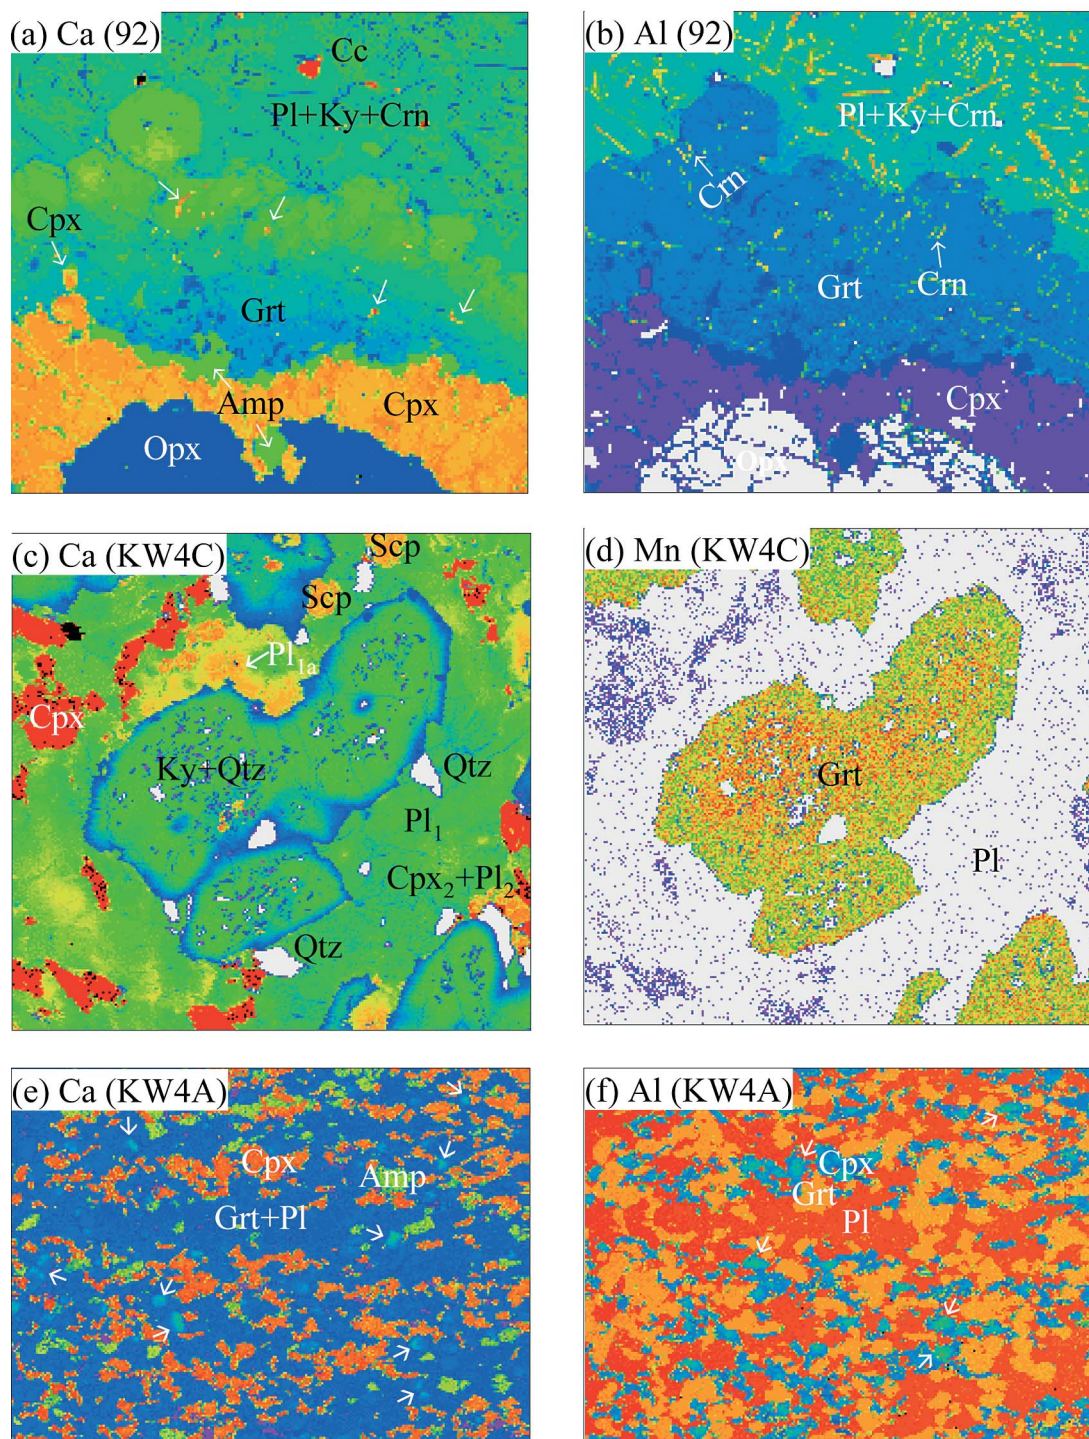 (a) Ca (92)
Cc
Pl+Ky+Crn
Cpx
Grt
Amp
Cpx
Opx
(b) Al (92)
Pl+Ky+Crn
Crn
Grt
Crn
Cpx
Opx
(c) Ca (KW4C)
Scp
Scp
Pl1a
Cpx
Ky+Qtz
Qtz
Pl1
Cpx2+Pl2
Qtz
(d) Mn (KW4C)
Grt
Pl
(e) Ca (KW4A)
Cpx
Amp
Grt+Pl
(f) Al (KW4A)
Cpx
Grt
Pl